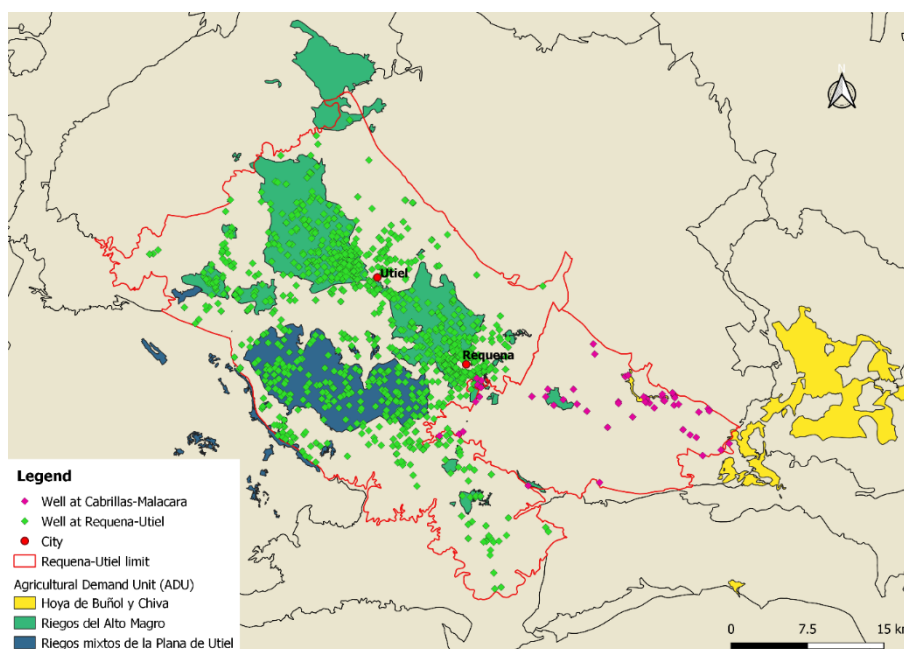 N
Utiel
Requena
Legend
Well at Cabrillas-Malacara
Well at Requena-Utiel
City
Requena-Utiel limit
Agricultural Demand Unit (ADU)
Hoya de Buñol y Chiva
Riegos del Alto Magro
Riegos mixtos de la Plana de Utiel
0 7.5 15 km